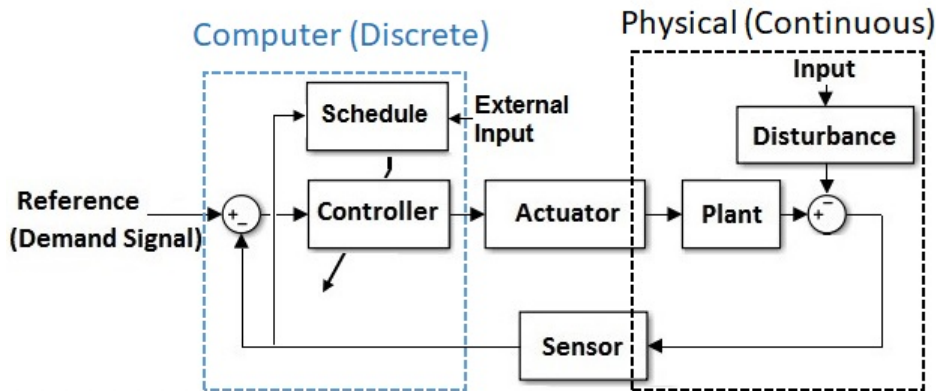 Computer (Discrete)
Physical (Continuous)
Input
Schedule
External
Input
Disturbance
Reference
(Demand Signal)
+
−
Controller
Actuator
Plant
−
+
Sensor